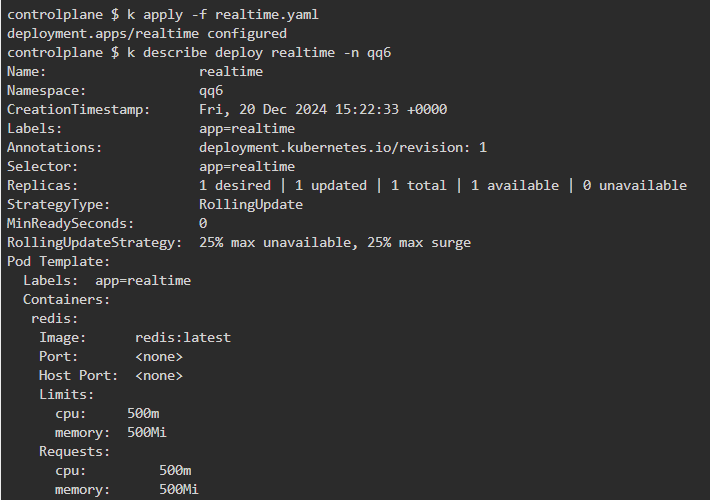 controlplane $ k apply -f realtime.yaml
deployment.apps/realtime configured
controlplane $ k describe deploy realtime -n qq6
Name:                   realtime
Namespace:              qq6
CreationTimestamp:      Fri, 20 Dec 2024 15:22:33 +0000
Labels:                 app=realtime
Annotations:            deployment.kubernetes.io/revision: 1
Selector:               app=realtime
Replicas:               1 desired | 1 updated | 1 total | 1 available | 0 unavailable
StrategyType:           RollingUpdate
MinReadySeconds:        0
RollingUpdateStrategy:  25% max unavailable, 25% max surge
Pod Template:
  Labels:  app=realtime
  Containers:
   redis:
    Image:      redis:latest
    Port:       <none>
    Host Port:  <none>
    Limits:
      cpu:     500m
      memory:  500Mi
    Requests:
      cpu:         500m
      memory:      500Mi